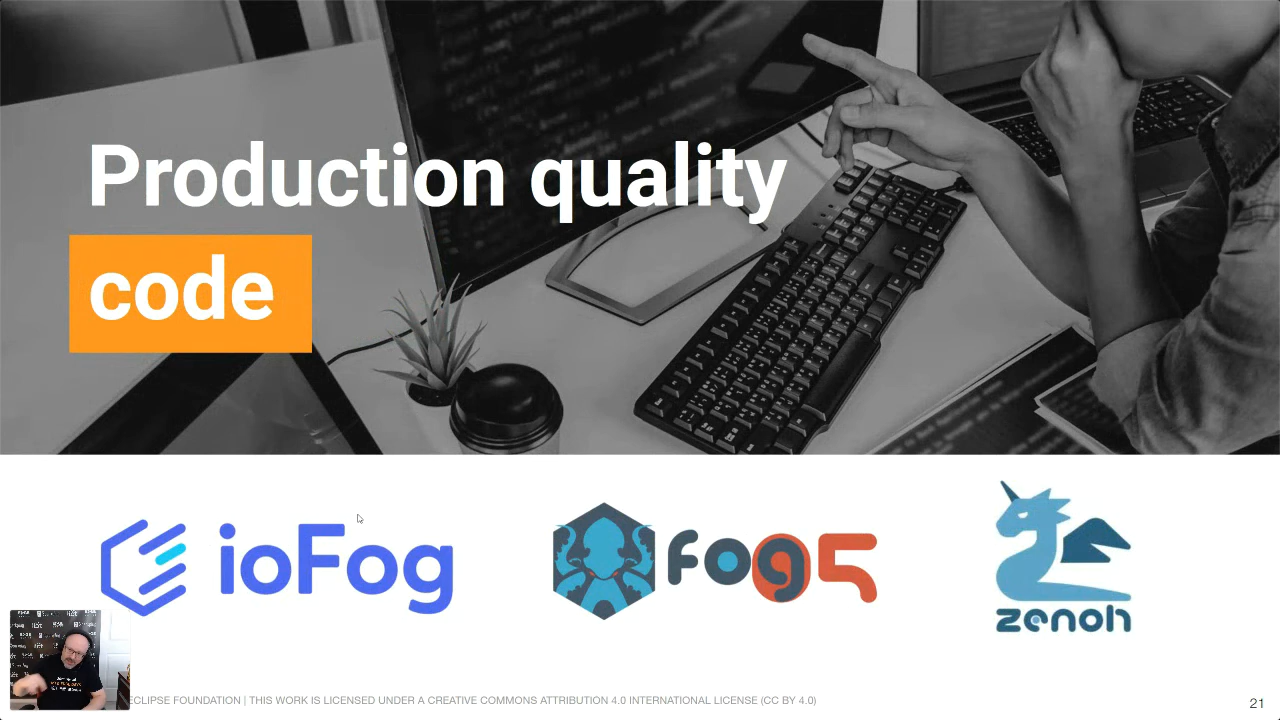 Production quality
code
ioFog
fog05
zenoh
ECLIPSE FOUNDATION | THIS WORK IS LICENSED UNDER A CREATIVE COMMONS ATTRIBUTION 4.0 INTERNATIONAL LICENSE (CC BY 4.0)
21